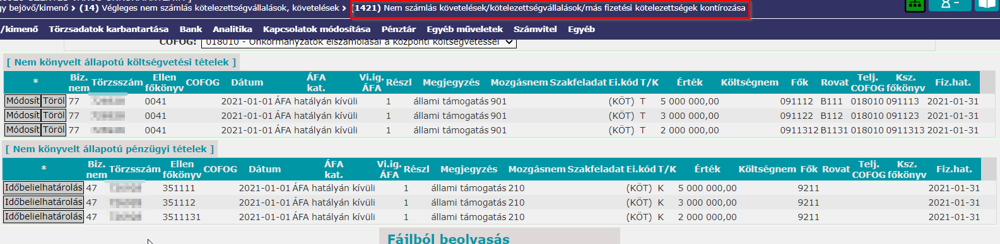 gy bejövő/kimenő > (14) Végleges nem számlás kötelezettségvállalások, követelések > (1421) Nem számlás követelések/kötelezettségvállalások/más fizetési kötelezettségek kontírozása
/kimenő Törzsadatok karbantartása Bank Analitika Kapcsolatok módosítása Pénztár Egyéb műveletek Számvitel Egyéb
COFOG: 018010 - Önkormányzatok elszámolásai a központi költségvetéssel
[ Nem könyvelt állapotú költségvetési tételek ]
* Biz. nem Törzsszám Ellen főkönyv COFOG Dátum ÁFA kat. Vi.ig. ÁFA Részl Megjegyzés Mozgásnem Szakfeladat Ei.kód T/K Érték Költségnem Fők Rovat Telj. COFOG Ksz. főkönyv Fiz.hat.
Módosít Töröl 77 0041 2021-01-01 ÁFA hatályán kívüli 1 állami támogatás 901 (KÖT) T 5 000 000,00 091112 B111 018010 091113 2021-01-31
Módosít Töröl 77 0041 2021-01-01 ÁFA hatályán kívüli 1 állami támogatás 901 (KÖT) T 3 000 000,00 091122 B112 018010 091123 2021-01-31
Módosít Töröl 77 0041 2021-01-01 ÁFA hatályán kívüli 1 állami támogatás 901 (KÖT) T 2 000 000,00 0911312 B1131 018010 0911313 2021-01-31
[ Nem könyvelt állapotú pénzügyi tételek ]
* Biz. nem Törzsszám Ellen főkönyv COFOG Dátum ÁFA kat. Vi.ig. ÁFA Részl Megjegyzés Mozgásnem Szakfeladat Ei.kód T/K Érték Költségnem Fők Rovat Telj. COFOG Ksz. főkönyv Fiz.hat.
Időbelielhatárolás 47 351111 2021-01-01 ÁFA hatályán kívüli 1 állami támogatás 210 (KÖT) K 5 000 000,00 9211 2021-01-31
Időbelielhatárolás 47 351112 2021-01-01 ÁFA hatályán kívüli 1 állami támogatás 210 (KÖT) K 3 000 000,00 9211 2021-01-31
Időbelielhatárolás 47 3511131 2021-01-01 ÁFA hatályán kívüli 1 állami támogatás 210 (KÖT) K 2 000 000,00 9211 2021-01-31
Fájlból beolvasás